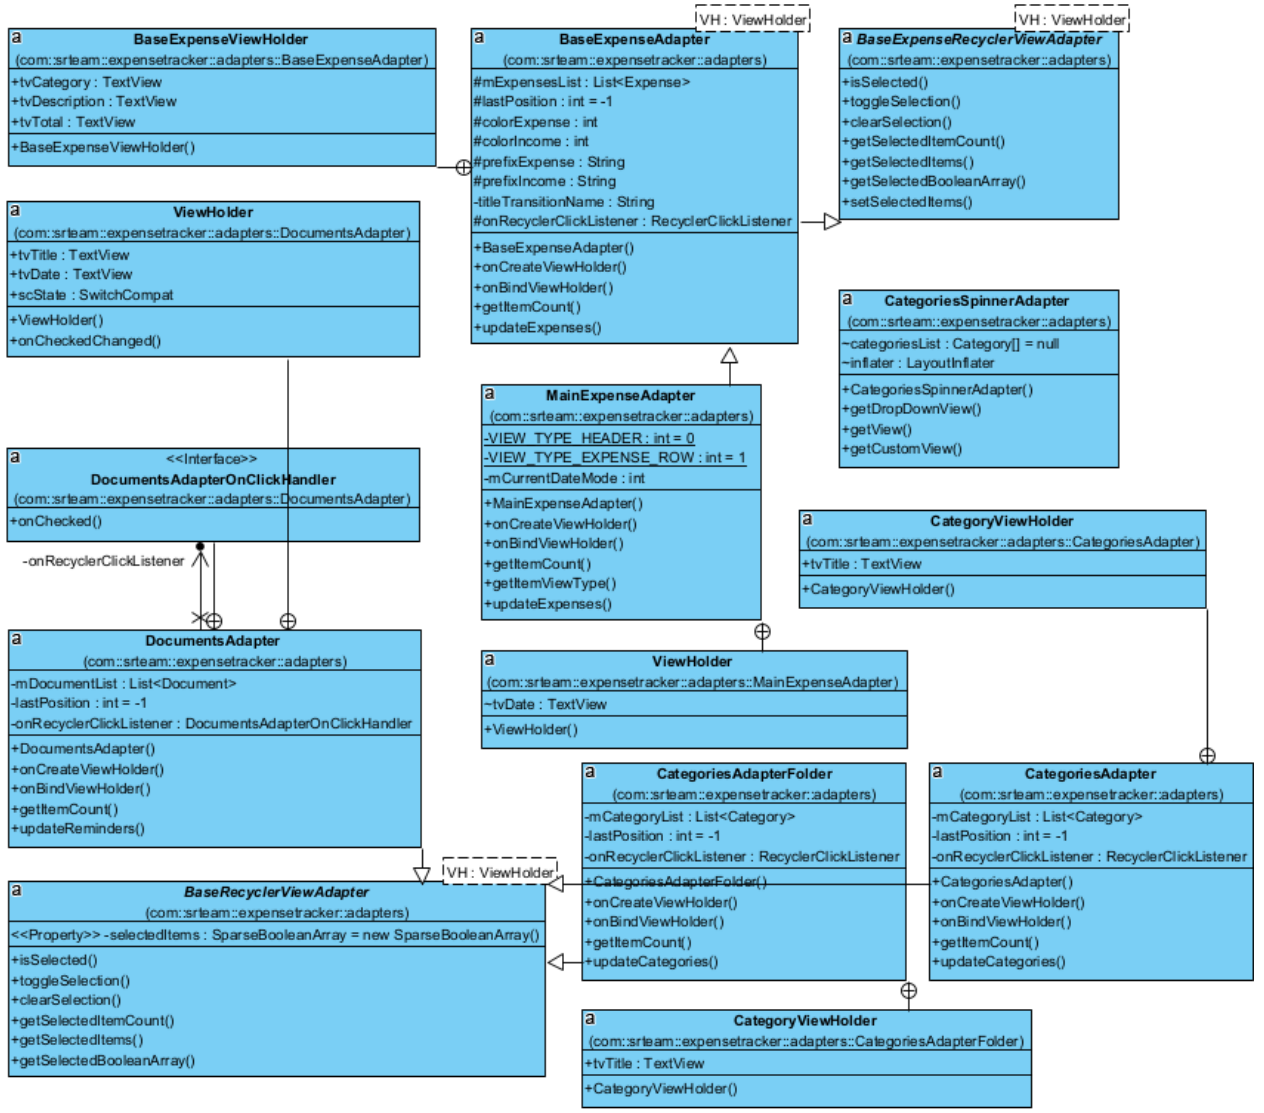 a
BaseExpenseViewHolder
(com::srteam::expensetracker::adapters::BaseExpenseAdapter)
+tvCategory : TextView
+tvDescription : TextView
+tvTotal : TextView
+BaseExpenseViewHolder()
VH : ViewHolder
a
BaseExpenseAdapter
(com::srteam::expensetracker::adapters)
#mExpensesList : List<Expense>
#lastPosition : int = -1
#colorExpense : int
#colorIncome : int
#prefixExpense : String
#prefixIncome : String
-titleTransitionName : String
#onRecyclerClickListener : RecyclerClickListener
+BaseExpenseAdapter()
+onCreateViewHolder()
+onBindViewHolder()
+getItemCount()
+updateExpenses()
VH : ViewHolder
a
BaseExpenseRecyclerViewAdapter
(com::srteam::expensetracker::adapters)
+isSelected()
+toggleSelection()
+clearSelection()
+getSelectedItemCount()
+getSelectedItems()
+getSelectedBooleanArray()
+setSelectedItems()
a
ViewHolder
(com::srteam::expensetracker::adapters::DocumentsAdapter)
+tvTitle : TextView
+tvDate : TextView
+scState : SwitchCompat
+ViewHolder()
+onCheckedChanged()
a
CategoriesSpinnerAdapter
(com::srteam::expensetracker::adapters)
~categoriesList : Category[] = null
~inflater : LayoutInflater
+CategoriesSpinnerAdapter()
+getDropDownView()
+getView()
+getCustomView()
a
MainExpenseAdapter
(com::srteam::expensetracker::adapters)
-VIEW_TYPE_HEADER : int = 0
-VIEW_TYPE_EXPENSE_ROW : int = 1
-mCurrentDateMode : int
+MainExpenseAdapter()
+onCreateViewHolder()
+onBindViewHolder()
+getItemCount()
+getItemViewType()
+updateExpenses()
a
<<Interface>>
DocumentsAdapterOnClickHandler
(com::srteam::expensetracker::adapters::DocumentsAdapter)
+onChecked()
-onRecyclerClickListener
a
CategoryViewHolder
(com::srteam::expensetracker::adapters::CategoriesAdapter)
+tvTitle : TextView
+CategoryViewHolder()
a
DocumentsAdapter
(com::srteam::expensetracker::adapters)
-mDocumentList : List<Document>
-lastPosition : int = -1
-onRecyclerClickListener : DocumentsAdapterOnClickHandler
+DocumentsAdapter()
+onCreateViewHolder()
+onBindViewHolder()
+getItemCount()
+updateReminders()
a
ViewHolder
(com::srteam::expensetracker::adapters::MainExpenseAdapter)
~tvDate : TextView
+ViewHolder()
a
CategoriesAdapterFolder
(com::srteam::expensetracker::adapters)
-mCategoryList : List<Category>
-lastPosition : int = -1
-onRecyclerClickListener : RecyclerClickListener
+CategoriesAdapterFolder()
+onCreateViewHolder()
+onBindViewHolder()
+getItemCount()
+updateCategories()
a
CategoriesAdapter
(com::srteam::expensetracker::adapters)
-mCategoryList : List<Category>
-lastPosition : int = -1
-onRecyclerClickListener : RecyclerClickListener
+CategoriesAdapter()
+onCreateViewHolder()
+onBindViewHolder()
+getItemCount()
+updateCategories()
VH : ViewHolder
a
BaseRecyclerViewAdapter
(com::srteam::expensetracker::adapters)
<<Property>> -selectedItems : SparseBooleanArray = new SparseBooleanArray()
+isSelected()
+toggleSelection()
+clearSelection()
+getSelectedItemCount()
+getSelectedItems()
+getSelectedBooleanArray()
a
CategoryViewHolder
(com::srteam::expensetracker::adapters::CategoriesAdapterFolder)
+tvTitle : TextView
+CategoryViewHolder()